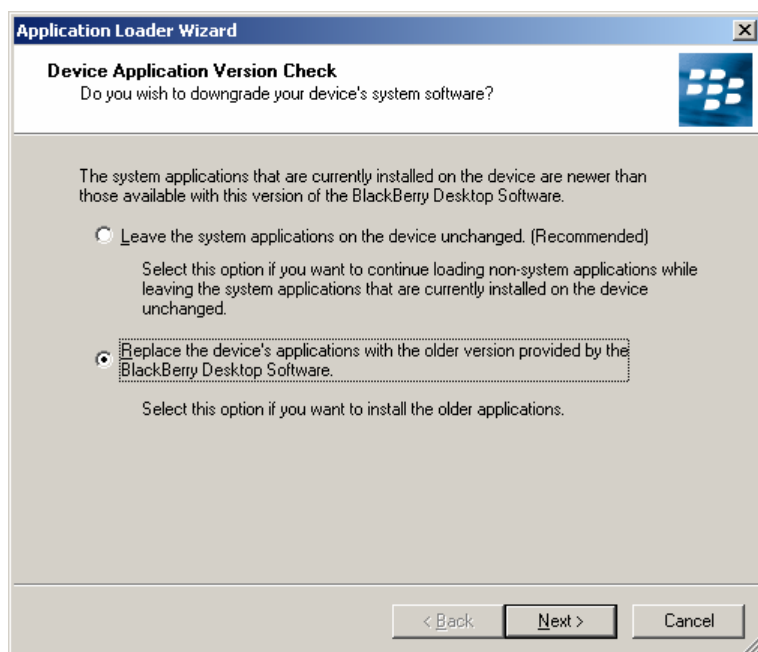 Application Loader Wizard
Device Application Version Check
Do you wish to downgrade your device's system software?
The system applications that are currently installed on the device are newer than
those available with this version of the BlackBerry Desktop Software.
Leave the system applications on the device unchanged. (Recommended)
Select this option if you want to continue loading non-system applications while
leaving the system applications that are currently installed on the device
unchanged.
Replace the device's applications with the older version provided by the
BlackBerry Desktop Software.
Select this option if you want to install the older applications.
< Back Next > Cancel